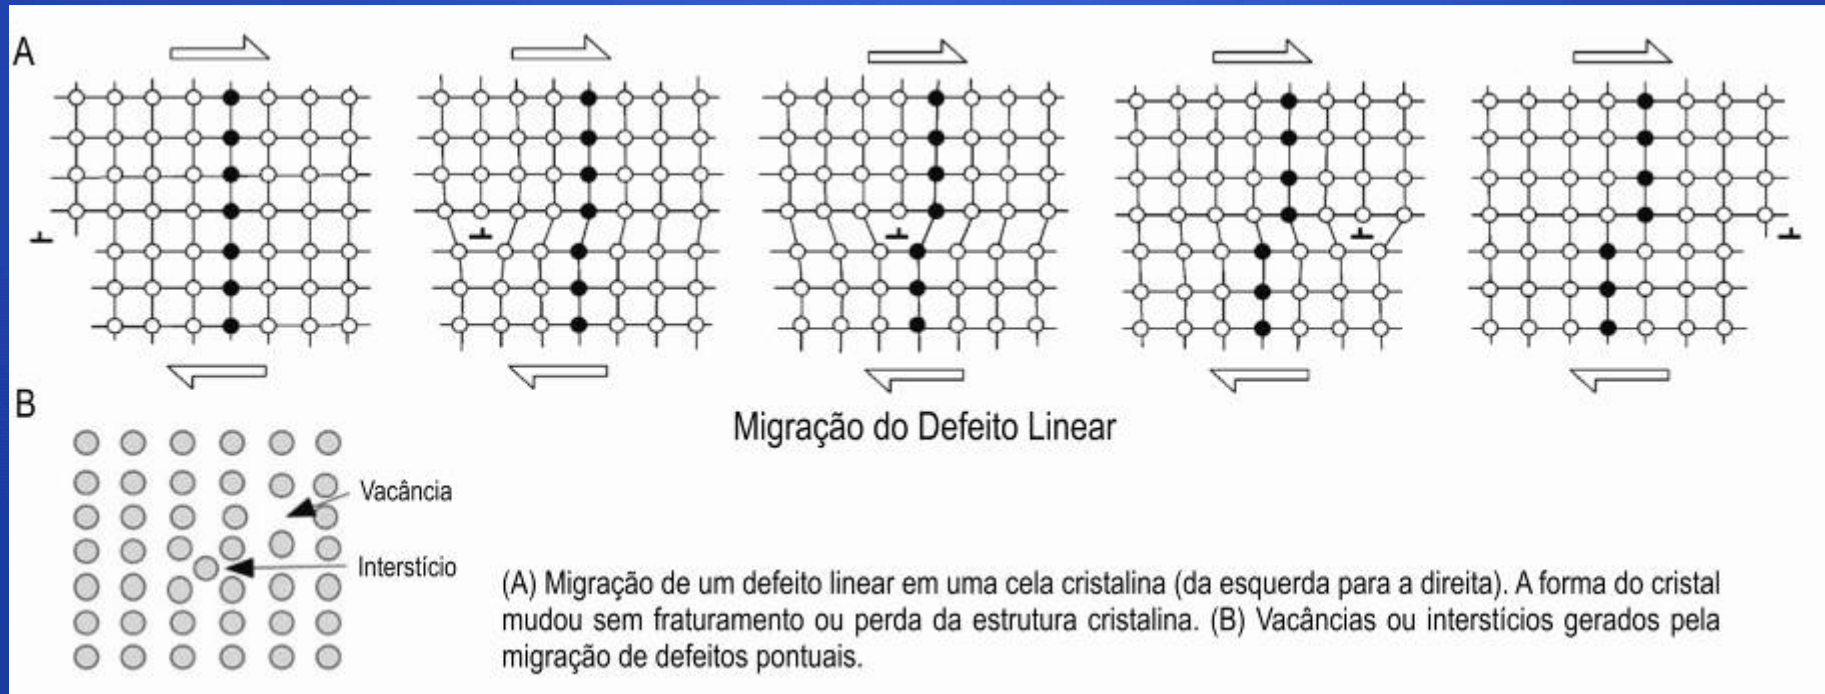 A
B
Migração do Defeito Linear
Vacância
Interstício
(A) Migração de um defeito linear em uma cela cristalina (da esquerda para a direita). A forma do cristal
mudou sem fraturamento ou perda da estrutura cristalina. (B) Vacâncias ou interstícios gerados pela
migração de defeitos pontuais.